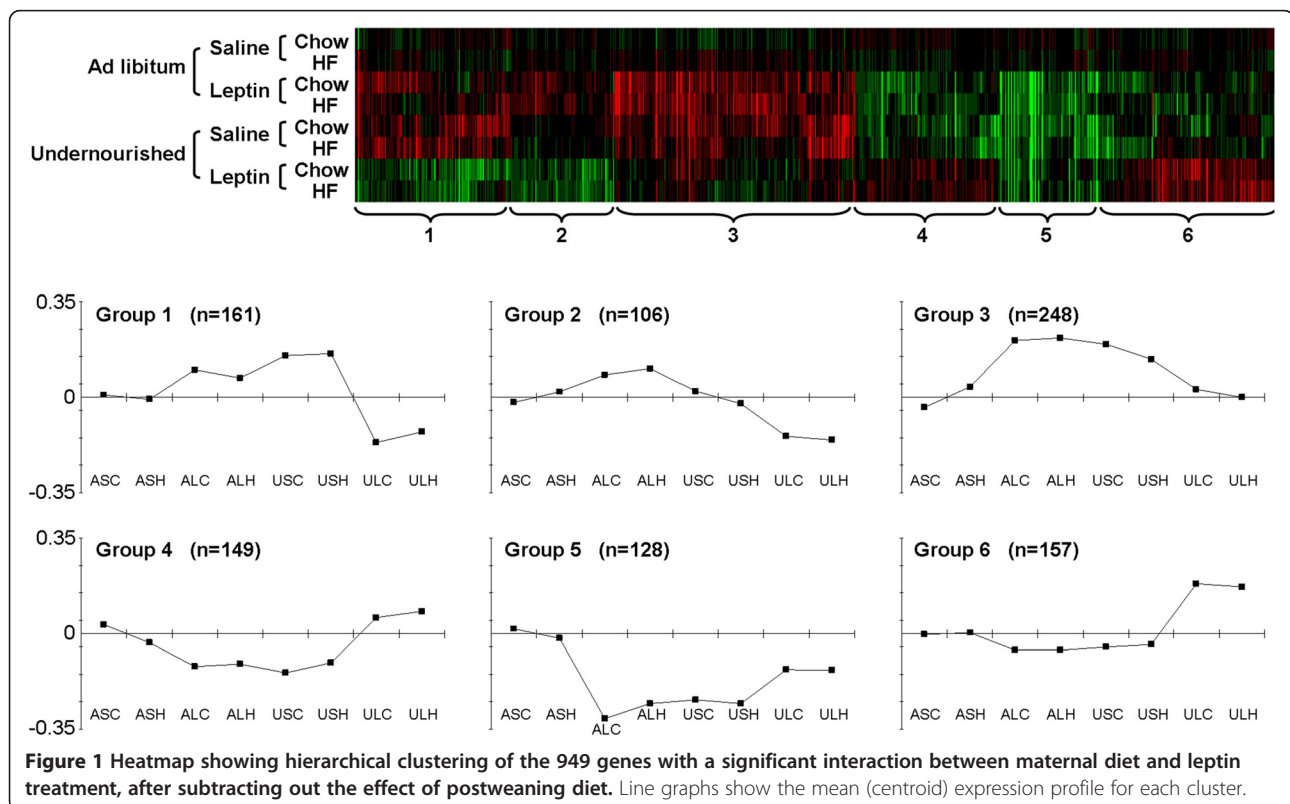 Ad libitum
Saline
Chow
HF
Leptin
Chow
HF
Undernourished
Saline
Chow
HF
Leptin
Chow
HF
1 2 3 4 5 6
0.35
0
-0.35
Group 1 (n=161)
ASC ASH ALC ALH USC USH ULC ULH
Group 2 (n=106)
ASC ASH ALC ALH USC USH ULC ULH
Group 3 (n=248)
ASC ASH ALC ALH USC USH ULC ULH
0.35
0
-0.35
Group 4 (n=149)
ASC ASH ALC ALH USC USH ULC ULH
Group 5 (n=128)
ASC ASH ALC ALH USC USH ULC ULH
Group 6 (n=157)
ASC ASH ALC ALH USC USH ULC ULH
Figure 1 Heatmap showing hierarchical clustering of the 949 genes with a significant interaction between maternal diet and leptin
treatment, after subtracting out the effect of postweaning diet. Line graphs show the mean (centroid) expression profile for each cluster.